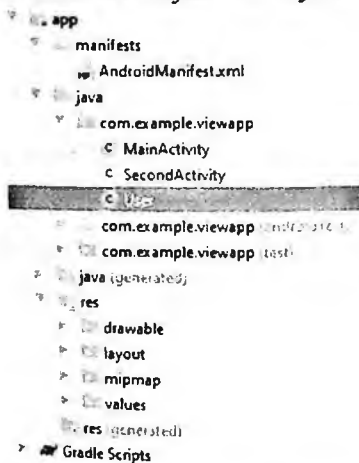 app
manifests
AndroidManifest.xml
java
com.example.viewapp
MainActivity
SecondActivity
User
com.example.viewapp
com.example.viewapp (test)
java (generated)
res
drawable
layout
mipmap
values
res (generated)
Gradle Scripts